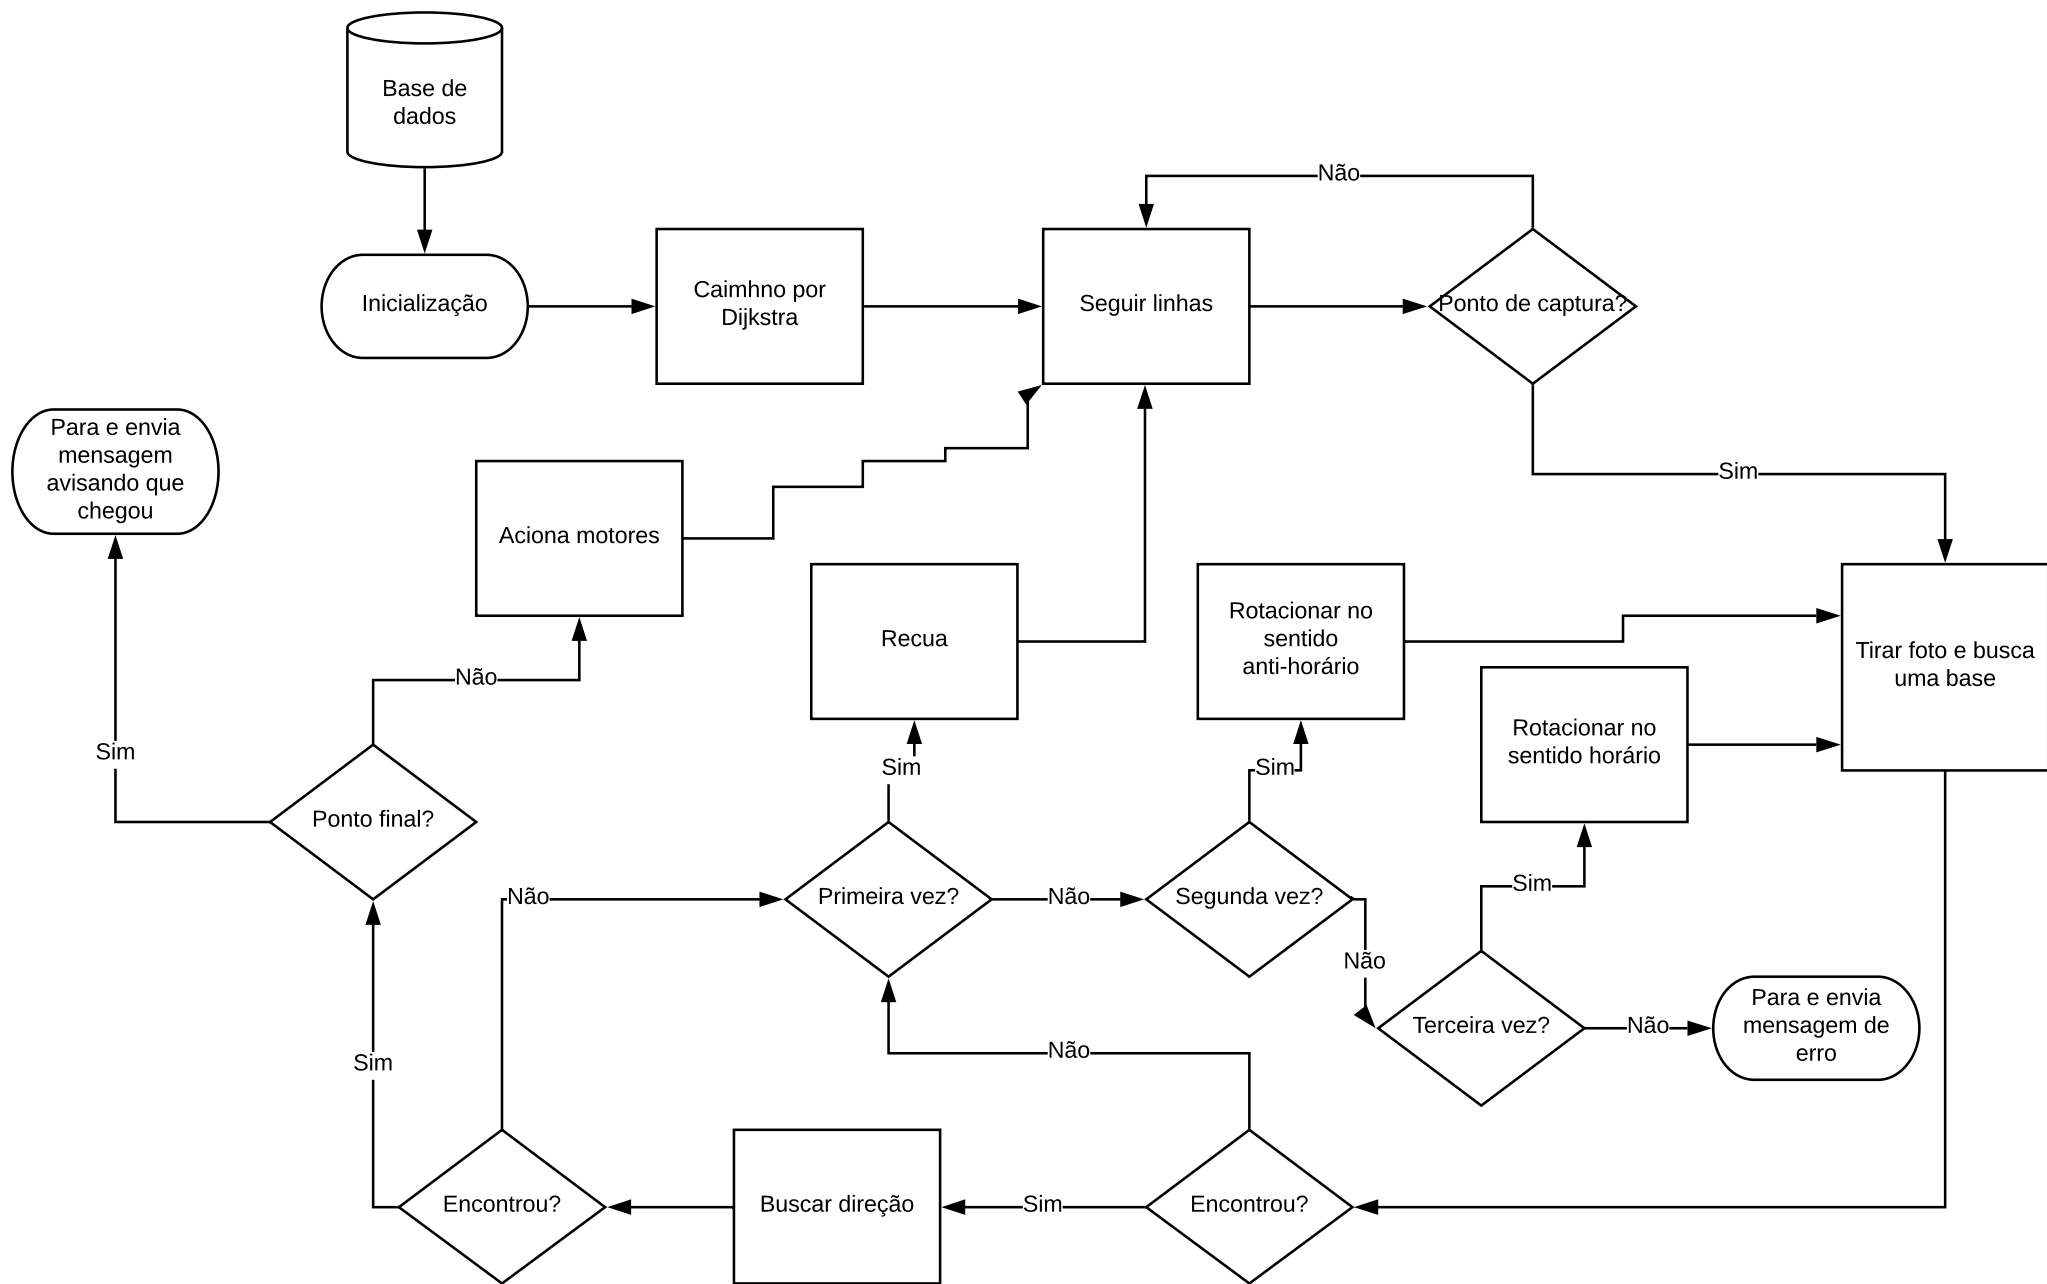 Base de
dados
Não
Inicialização
Caimhno por
Dijkstra
Seguir linhas
Ponto de captura?
Para e envia
mensagem
avisando que
chegou
Sim
Aciona motores
Recua
Rotacionar no
sentido
anti-horário
Tirar foto e busca
uma base
Não
Rotacionar no
sentido horário
Sim
Sim
Sim
Ponto final?
Sim
Não
Primeira vez?
Não
Segunda vez?
Não
Terceira vez?
Não
Para e envia
mensagem de
erro
Sim
Não
Encontrou?
Buscar direção
Sim
Encontrou?